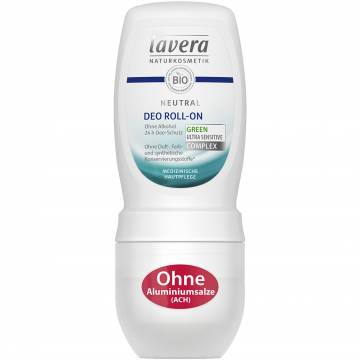 lavera
NATURKOSMETIK
BIO
NEUTRAL
DEO ROLL-ON
Ohne Alkohol
24 h Deo-Schutz
Ohne Duft-, Farb-
und synthetische
Konservierungsstoffe*
GREEN
ULTRA SENSITIVE
COMPLEX
MEDIZINISCHE
HAUTPFLEGE
Ohne
Aluminiumsalze
(ACH)